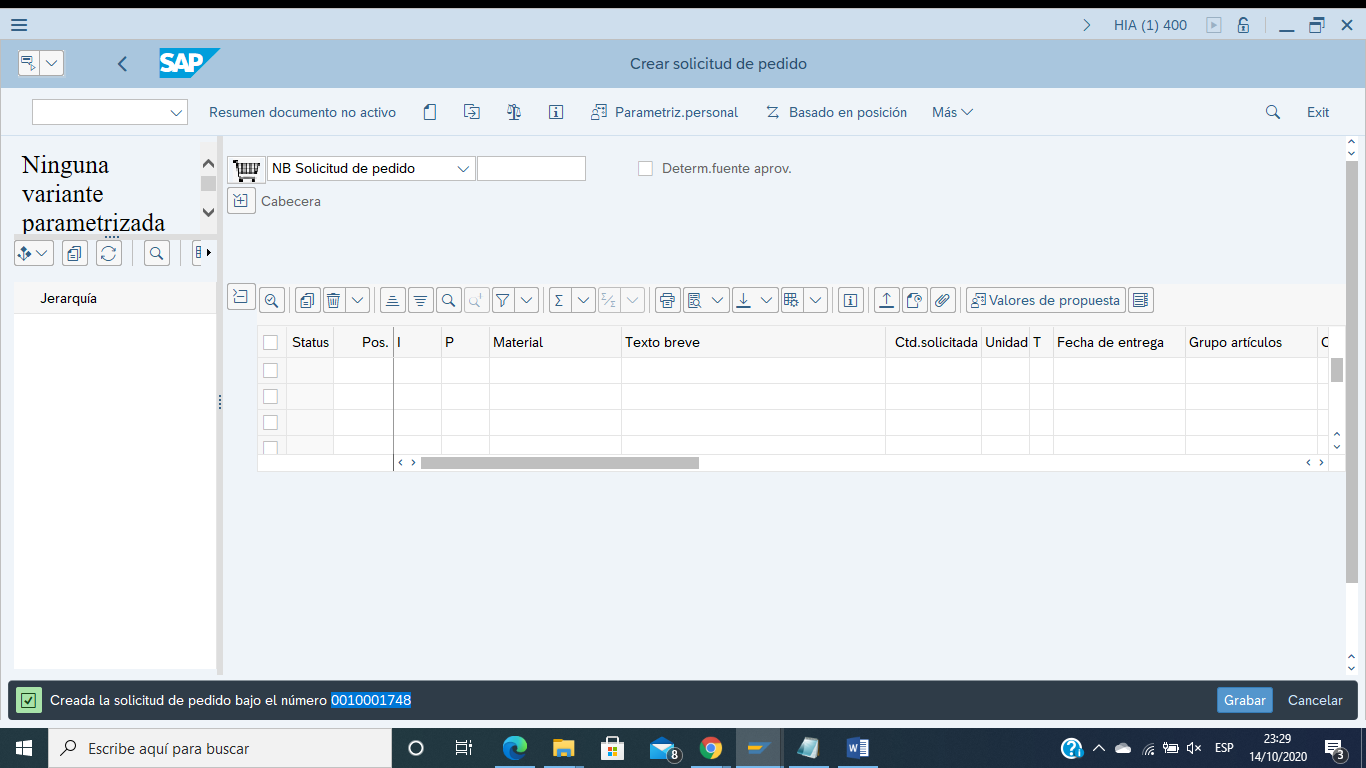 HIA (1) 400
SAP
Crear solicitud de pedido
Resumen documento no activo
Parametriz.personal
Basado en posición
Más
Exit
Ninguna
variante
parametrizada
NB Solicitud de pedido
Determ.fuente aprov.
Cabecera
Jerarquía
Valores de propuesta
Status Pos. I P Material Texto breve Ctd.solicitada Unidad T Fecha de entrega Grupo artículos C
Creada la solicitud de pedido bajo el número 0010001748
Grabar
Cancelar
Escribe aquí para buscar
8
ESP
23:29
14/10/2020
3